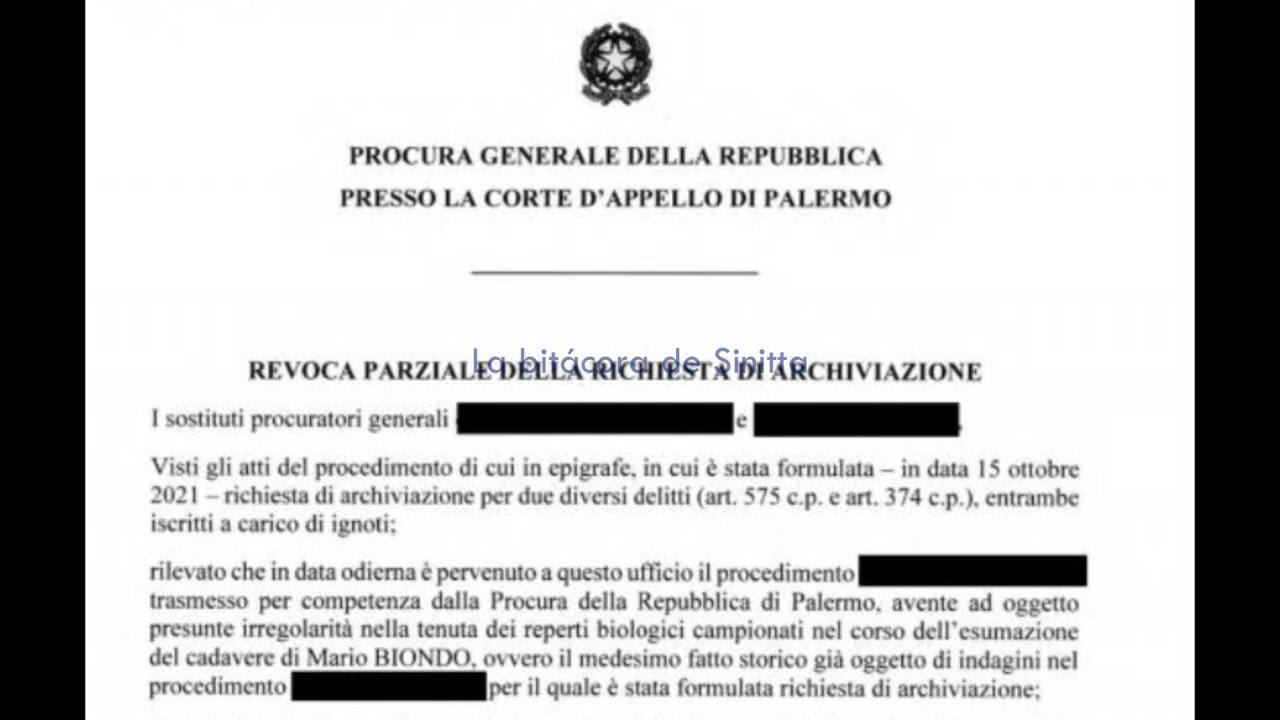 PROCURA GENERALE DELLA REPUBBLICA
PRESSO LA CORTE D'APPELLO DI PALERMO
La bitácora de Sinitta
REVOCA PARZIALE DELLA RICHIESTA DI ARCHIVIAZIONE
I sostituti procuratori generali e
Visti gli atti del procedimento di cui in epigrafe, in cui è stata formulata – in data 15 ottobre
2021 – richiesta di archiviazione per due diversi delitti (art. 575 c.p. e art. 374 c.p.), entrambe
iscritti a carico di ignoti;
rilevato che in data odierna è pervenuto a questo ufficio il procedimento
trasmesso per competenza dalla Procura della Repubblica di Palermo, avente ad oggetto
presunte irregolarità nella tenuta dei reperti biologici campionati nel corso dell'esumazione
del cadavere di Mario BIONDO, ovvero il medesimo fatto storico già oggetto di indagini nel
procedimento per il quale è stata formulata richiesta di archiviazione;